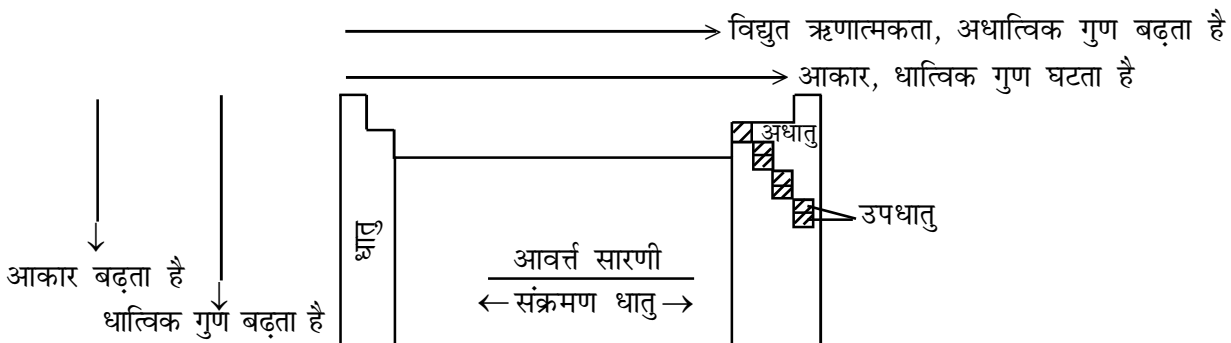 विद्युत ऋणात्मकता, अधात्विक गुण बढ़ता है
आकार, धात्विक गुण घटता है
अधातु
धातु
उपधातु
आवर्त्त सारणी
आकार बढ़ता है
←संक्रमण धातु→
धात्विक गुण बढ़ता है